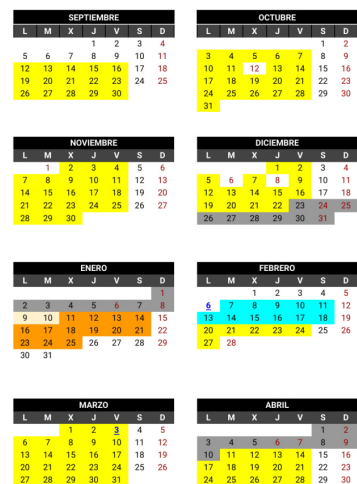 SEPTIEMBRE
L M X J V S D
1 2 3 4
5 6 7 8 9 10 11
12 13 14 15 16 17 18
19 20 21 22 23 24 25
26 27 28 29 30
OCTUBRE
L M X J V S D
1 2
3 4 5 6 7 8 9
10 11 12 13 14 15 16
17 18 19 20 21 22 23
24 25 26 27 28 29 30
31
NOVIEMBRE
L M X J V S D
1 2 3 4 5 6
7 8 9 10 11 12 13
14 15 16 17 18 19 20
21 22 23 24 25 26 27
28 29 30
DICIEMBRE
L M X J V S D
1 2 3 4
5 6 7 8 9 10 11
12 13 14 15 16 17 18
19 20 21 22 23 24 25
26 27 28 29 30 31
ENERO
L M X J V S D
1
2 3 4 5 6 7 8
9 10 11 12 13 14 15
16 17 18 19 20 21 22
23 24 25 26 27 28 29
30 31
FEBRERO
L M X J V S D
1 2 3 4 5
6 7 8 9 10 11 12
13 14 15 16 17 18 19
20 21 22 23 24 25 26
27 28
MARZO
L M X J V S D
1 2 3 4 5
6 7 8 9 10 11 12
13 14 15 16 17 18 19
20 21 22 23 24 25 26
27 28 29 30 31
ABRIL
L M X J V S D
1 2
3 4 5 6 7 8 9
10 11 12 13 14 15 16
17 18 19 20 21 22 23
24 25 26 27 28 29 30